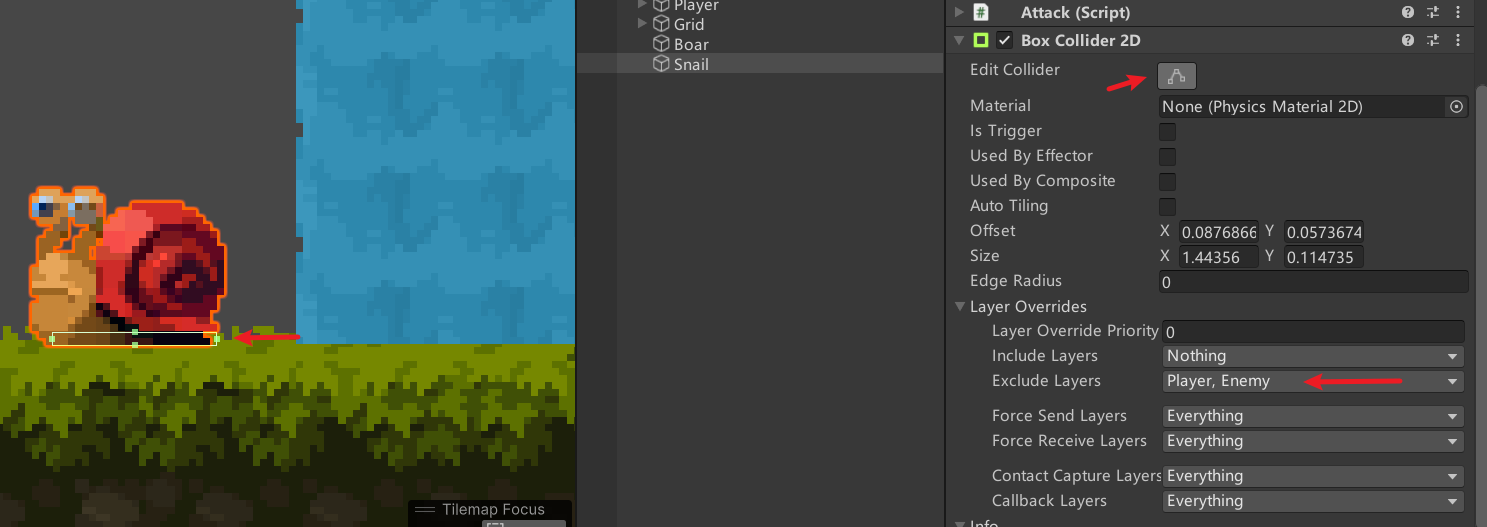 Player
Grid
Boar
Snail
Tilemap Focus
Attack (Script)
Box Collider 2D
Edit Collider
Material None (Physics Material 2D)
Is Trigger
Used By Effector
Used By Composite
Auto Tiling
Offset X 0.0876866 Y 0.0573674
Size X 1.44356 Y 0.114735
Edge Radius 0
Layer Overrides
Layer Override Priority 0
Include Layers Nothing
Exclude Layers Player, Enemy
Force Send Layers Everything
Force Receive Layers Everything
Contact Capture Layers Everything
Callback Layers Everything
Info